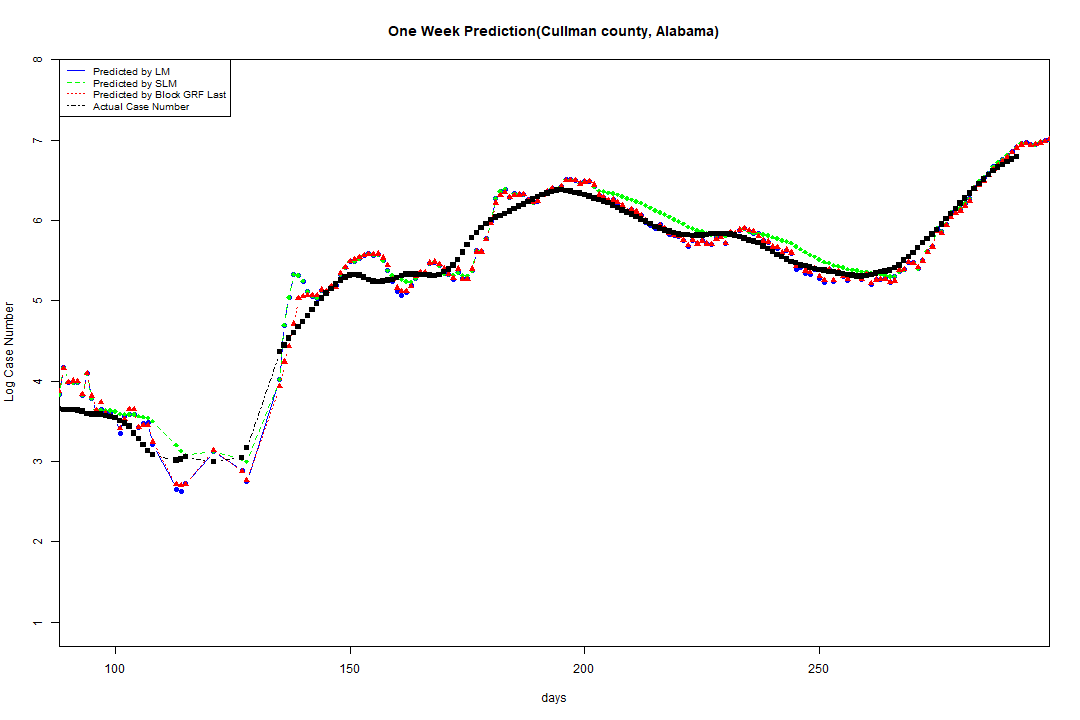 One Week Prediction(Cullman county, Alabama)
Predicted by LM
Predicted by SLM
Predicted by Block GRF Last
Actual Case Number
8
7
6
5
4
3
2
1
Log Case Number
100 150 200 250
days